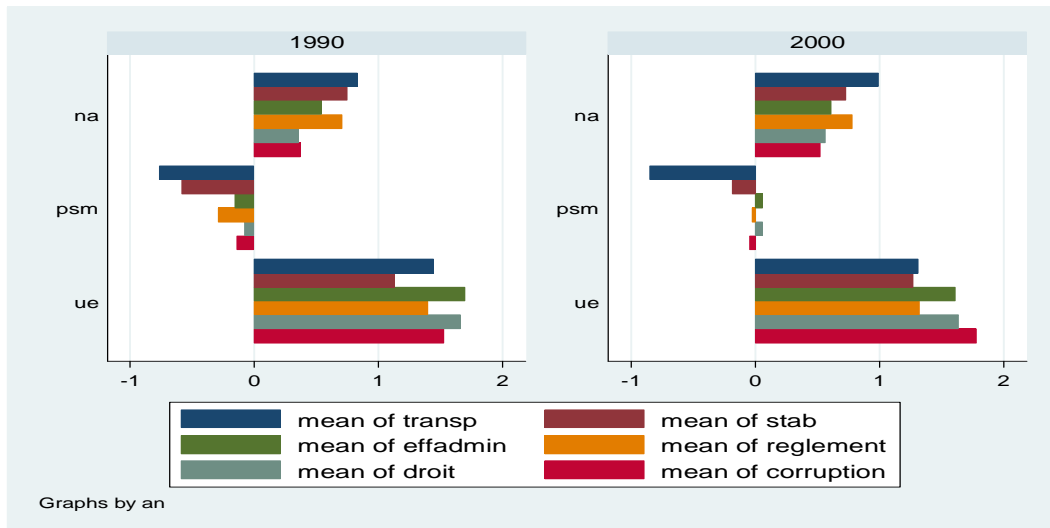 1990
2000
na
psm
ue
na
psm
ue
-1 0 1 2
-1 0 1 2
mean of transp mean of stab
mean of effadmin mean of reglement
mean of droit mean of corruption
Graphs by an